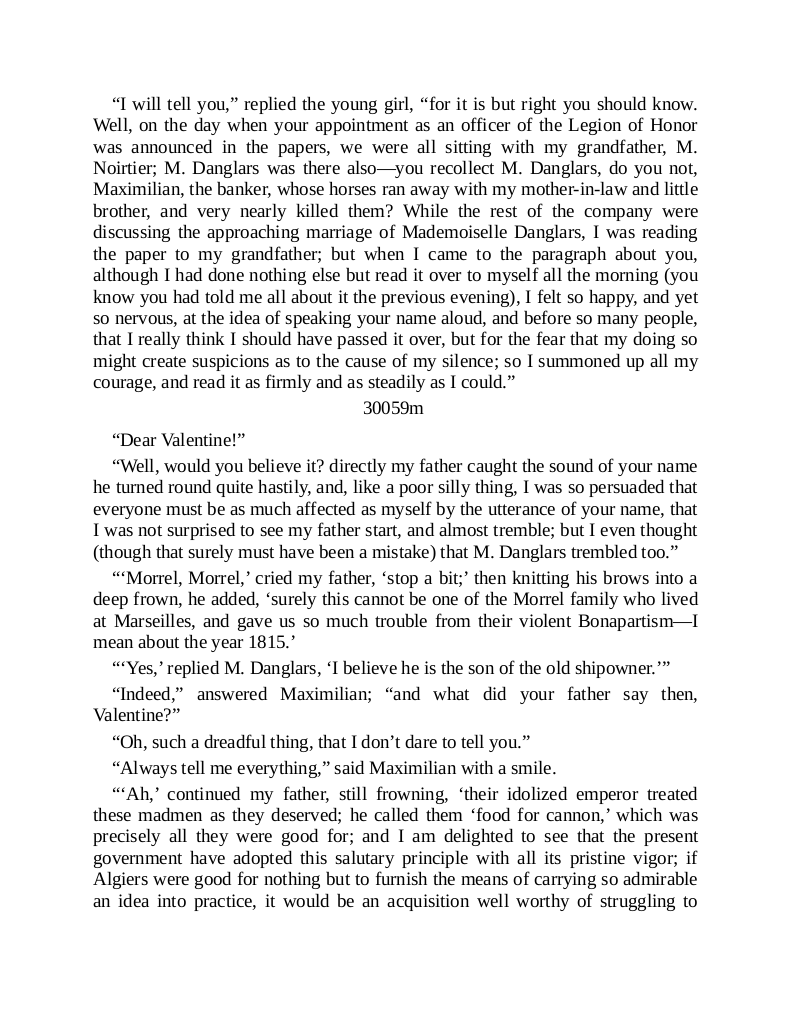 “I will tell you,” replied the young girl, “for it is but right you should know.
Well, on the day when your appointment as an officer of the Legion of Honor
was announced in the papers, we were all sitting with my grandfather, M.
Noirtier; M. Danglars was there also—you recollect M. Danglars, do you not,
Maximilian, the banker, whose horses ran away with my mother-in-law and little
brother, and very nearly killed them? While the rest of the company were
discussing the approaching marriage of Mademoiselle Danglars, I was reading
the paper to my grandfather; but when I came to the paragraph about you,
although I had done nothing else but read it over to myself all the morning (you
know you had told me all about it the previous evening), I felt so happy, and yet
so nervous, at the idea of speaking your name aloud, and before so many people,
that I really think I should have passed it over, but for the fear that my doing so
might create suspicions as to the cause of my silence; so I summoned up all my
courage, and read it as firmly and as steadily as I could.”
30059m
“Dear Valentine!”
“Well, would you believe it? directly my father caught the sound of your name
he turned round quite hastily, and, like a poor silly thing, I was so persuaded that
everyone must be as much affected as myself by the utterance of your name, that
I was not surprised to see my father start, and almost tremble; but I even thought
(though that surely must have been a mistake) that M. Danglars trembled too.”
“‘Morrel, Morrel,’ cried my father, ‘stop a bit;’ then knitting his brows into a
deep frown, he added, ‘surely this cannot be one of the Morrel family who lived
at Marseilles, and gave us so much trouble from their violent Bonapartism—I
mean about the year 1815.’
“‘Yes,’ replied M. Danglars, ‘I believe he is the son of the old shipowner.’”
“Indeed,” answered Maximilian; “and what did your father say then,
Valentine?”
“Oh, such a dreadful thing, that I don’t dare to tell you.”
“Always tell me everything,” said Maximilian with a smile.
“‘Ah,’ continued my father, still frowning, ‘their idolized emperor treated
these madmen as they deserved; he called them ‘food for cannon,’ which was
precisely all they were good for; and I am delighted to see that the present
government have adopted this salutary principle with all its pristine vigor; if
Algiers were good for nothing but to furnish the means of carrying so admirable
an idea into practice, it would be an acquisition well worthy of struggling to